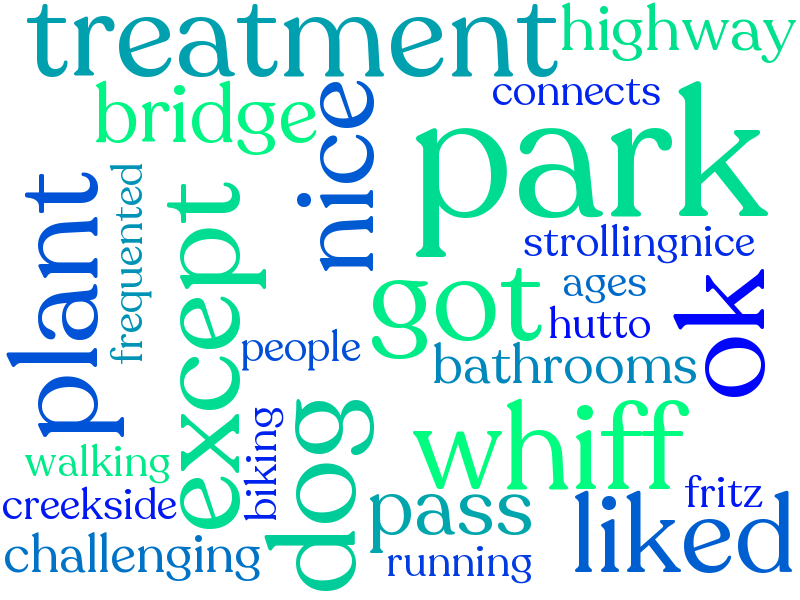 treatment
highway
connects
bridge
nice
park
plant
frequented
except
strollingnice
ages
got
hutto
ok
people
bathrooms
whiff
dog
biking
walking
creekside
pass
fritz
liked
challenging
running